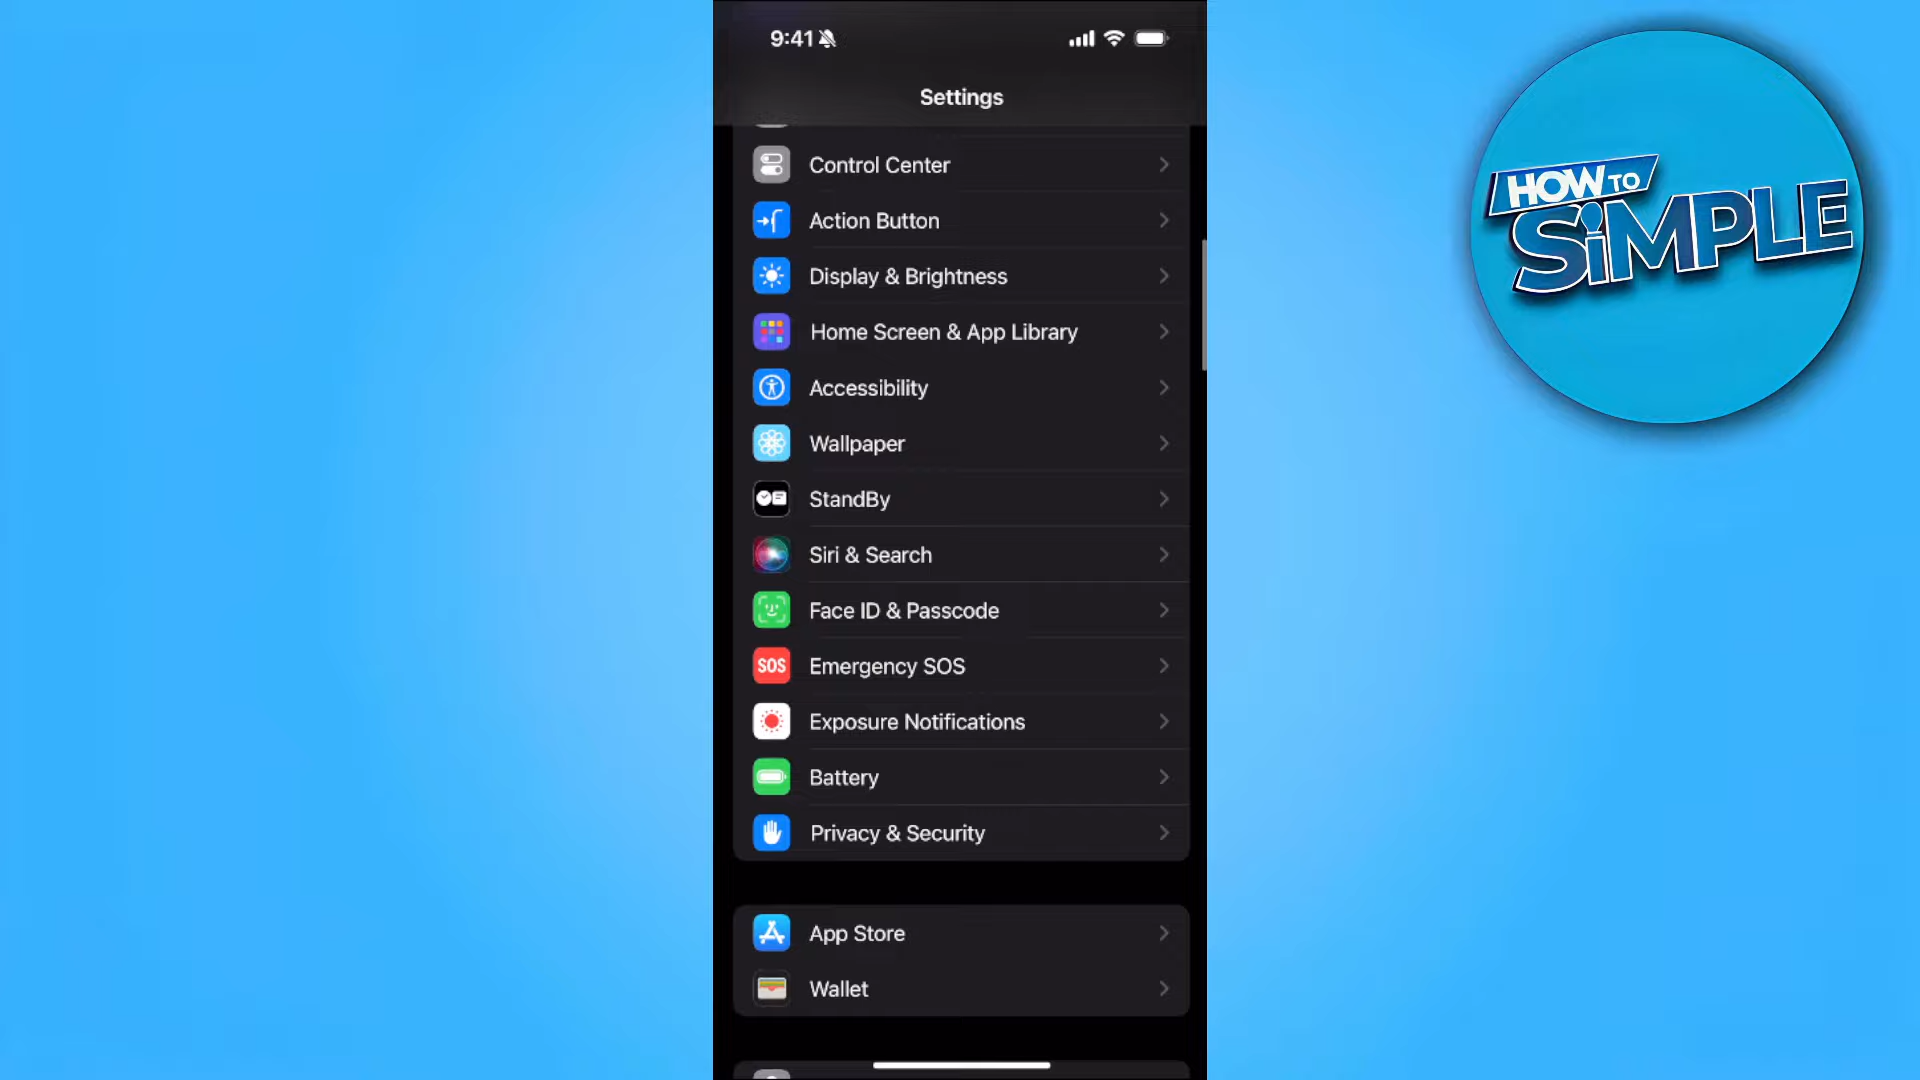 9:41
Settings
Control Center
Action Button
Display & Brightness
Home Screen & App Library
Accessibility
Wallpaper
StandBy
Siri & Search
Face ID & Passcode
SOS
Emergency SOS
Exposure Notifications
Battery
Privacy & Security
App Store
Wallet
HOW TO
SiMPLE